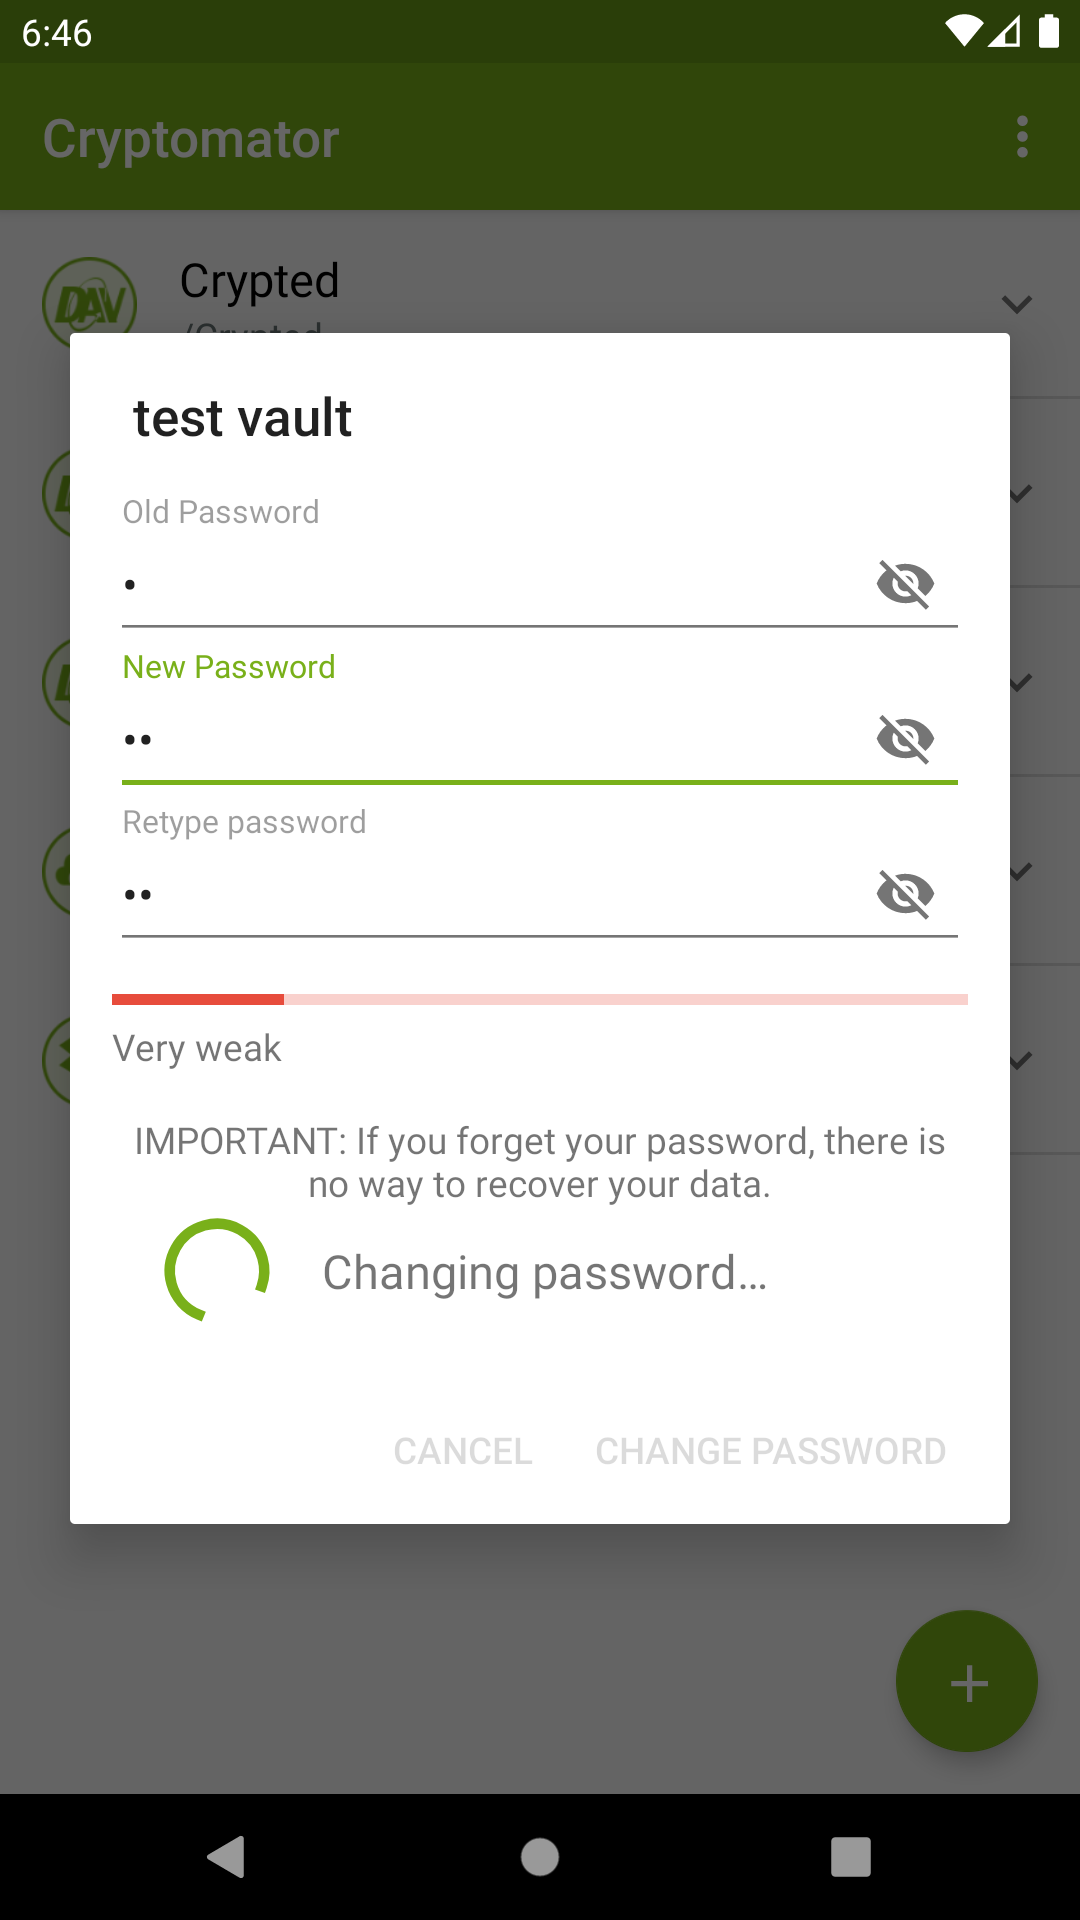 6:46
Cryptomator
DAV
Crypted
/Crypted
test vault
Old Password
•
New Password
••
Retype password
••
Very weak
IMPORTANT: If you forget your password, there is
no way to recover your data.
Changing password...
CANCEL
CHANGE PASSWORD